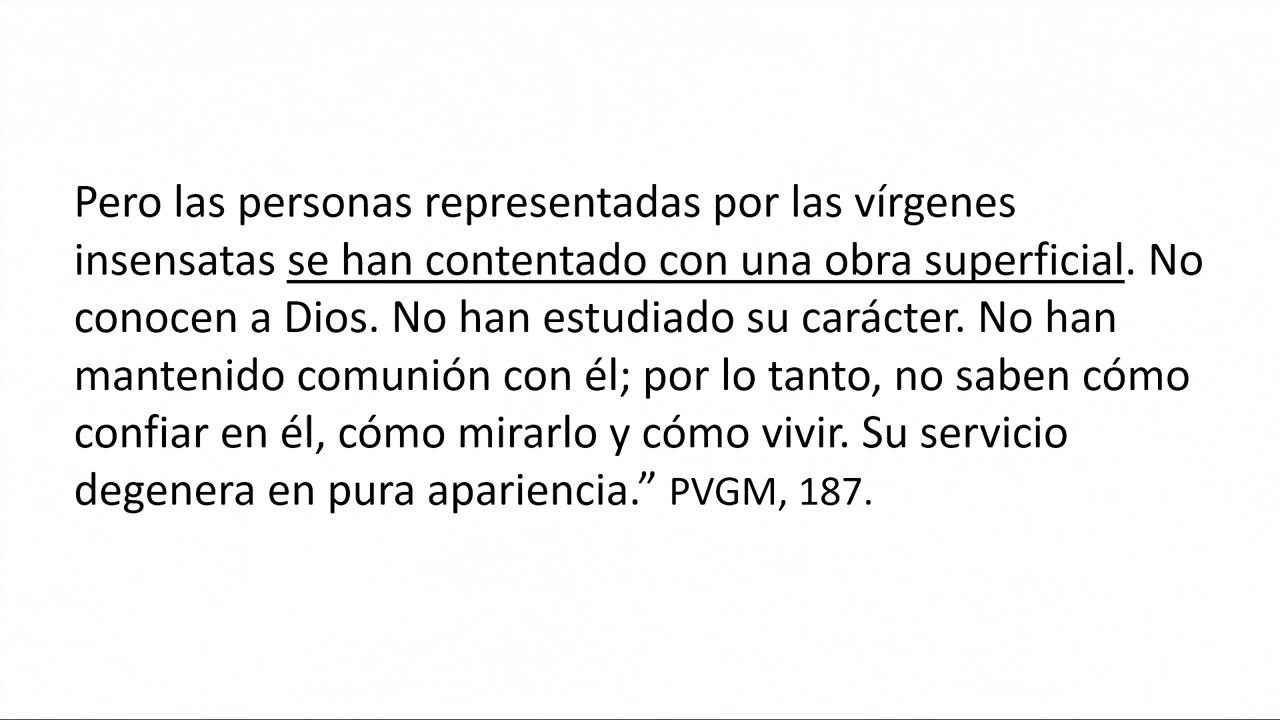 Pero las personas representadas por las vírgenes
insensatas se han contentado con una obra superficial. No
conocen a Dios. No han estudiado su carácter. No han
mantenido comunión con él; por lo tanto, no saben cómo
confiar en él, cómo mirarlo y cómo vivir. Su servicio
degenera en pura apariencia.” PVGM, 187.